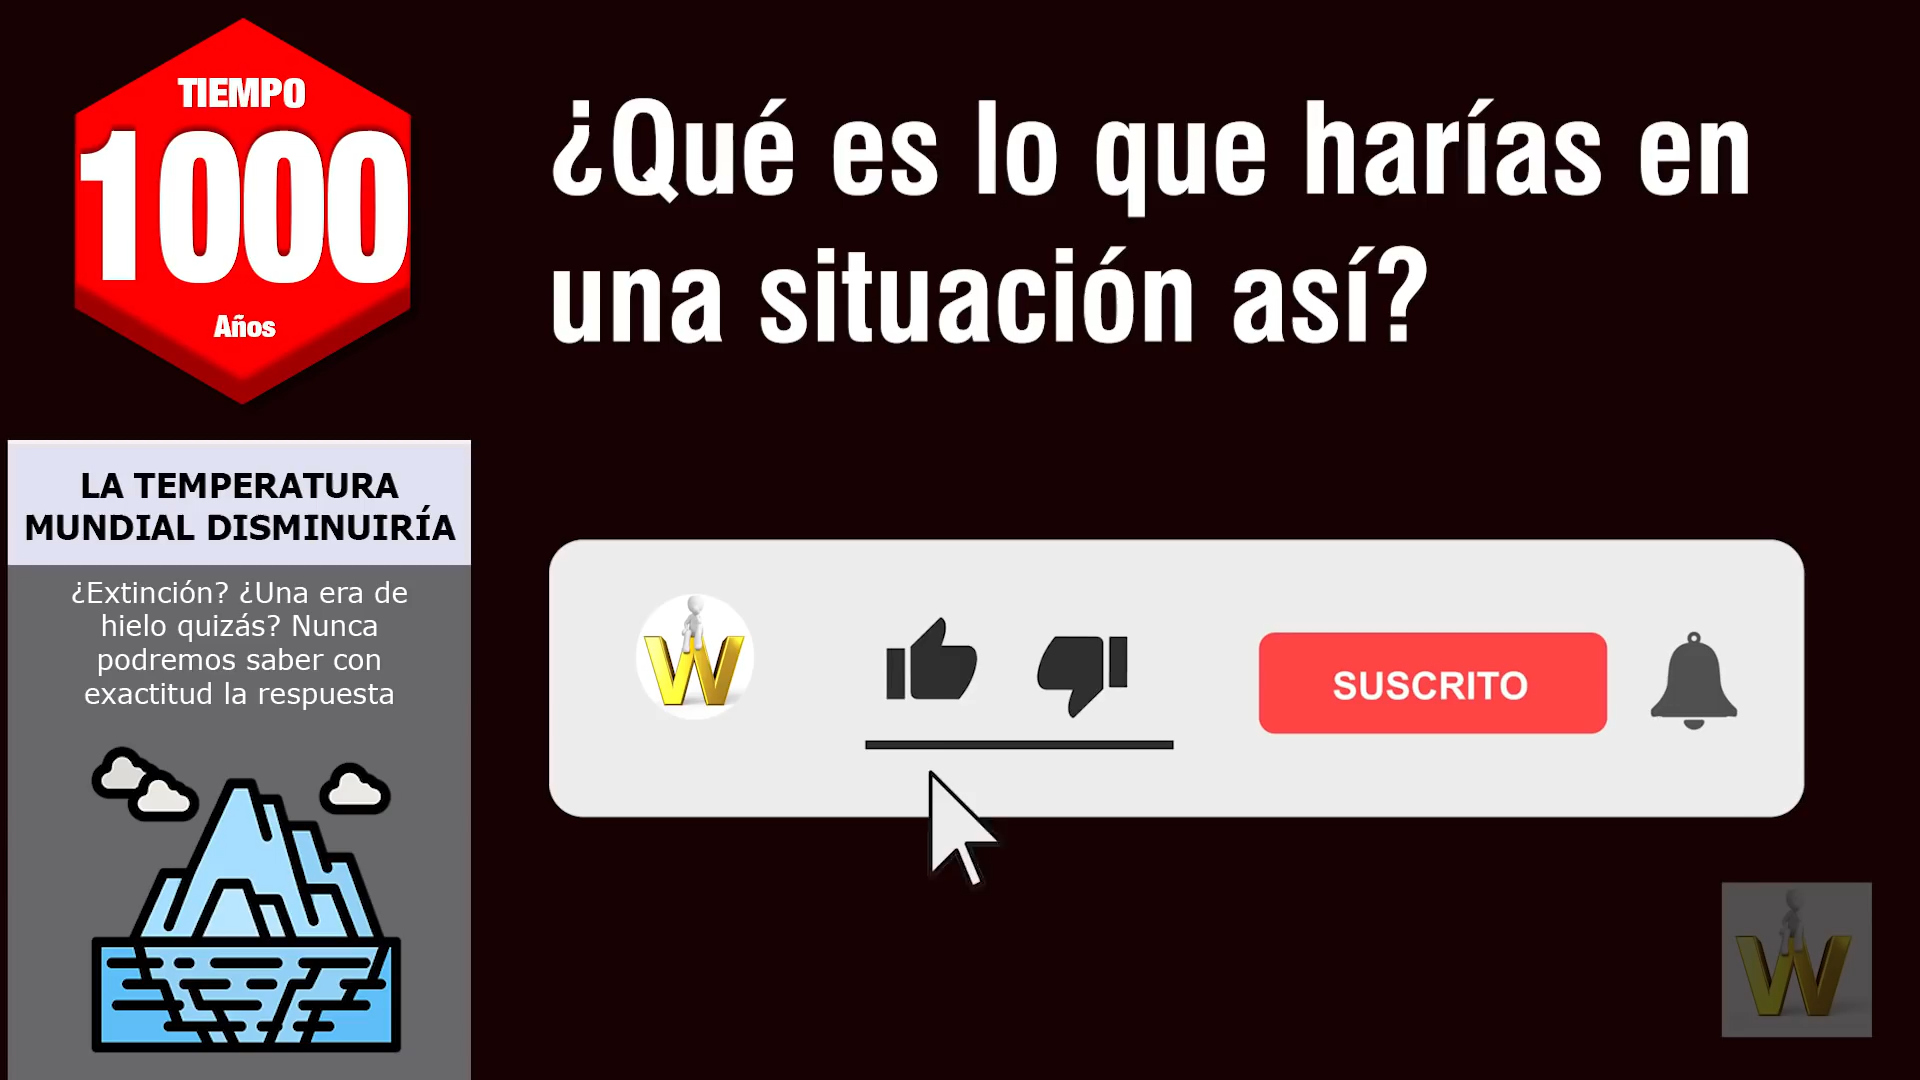 TIEMPO
1000
Años
¿Qué es lo que harías en
una situación así?
LA TEMPERATURA
MUNDIAL DISMINUIRÍA
¿Extinción? ¿Una era de
hielo quizás? Nunca
podremos saber con
exactitud la respuesta
W
SUSCRITO
W